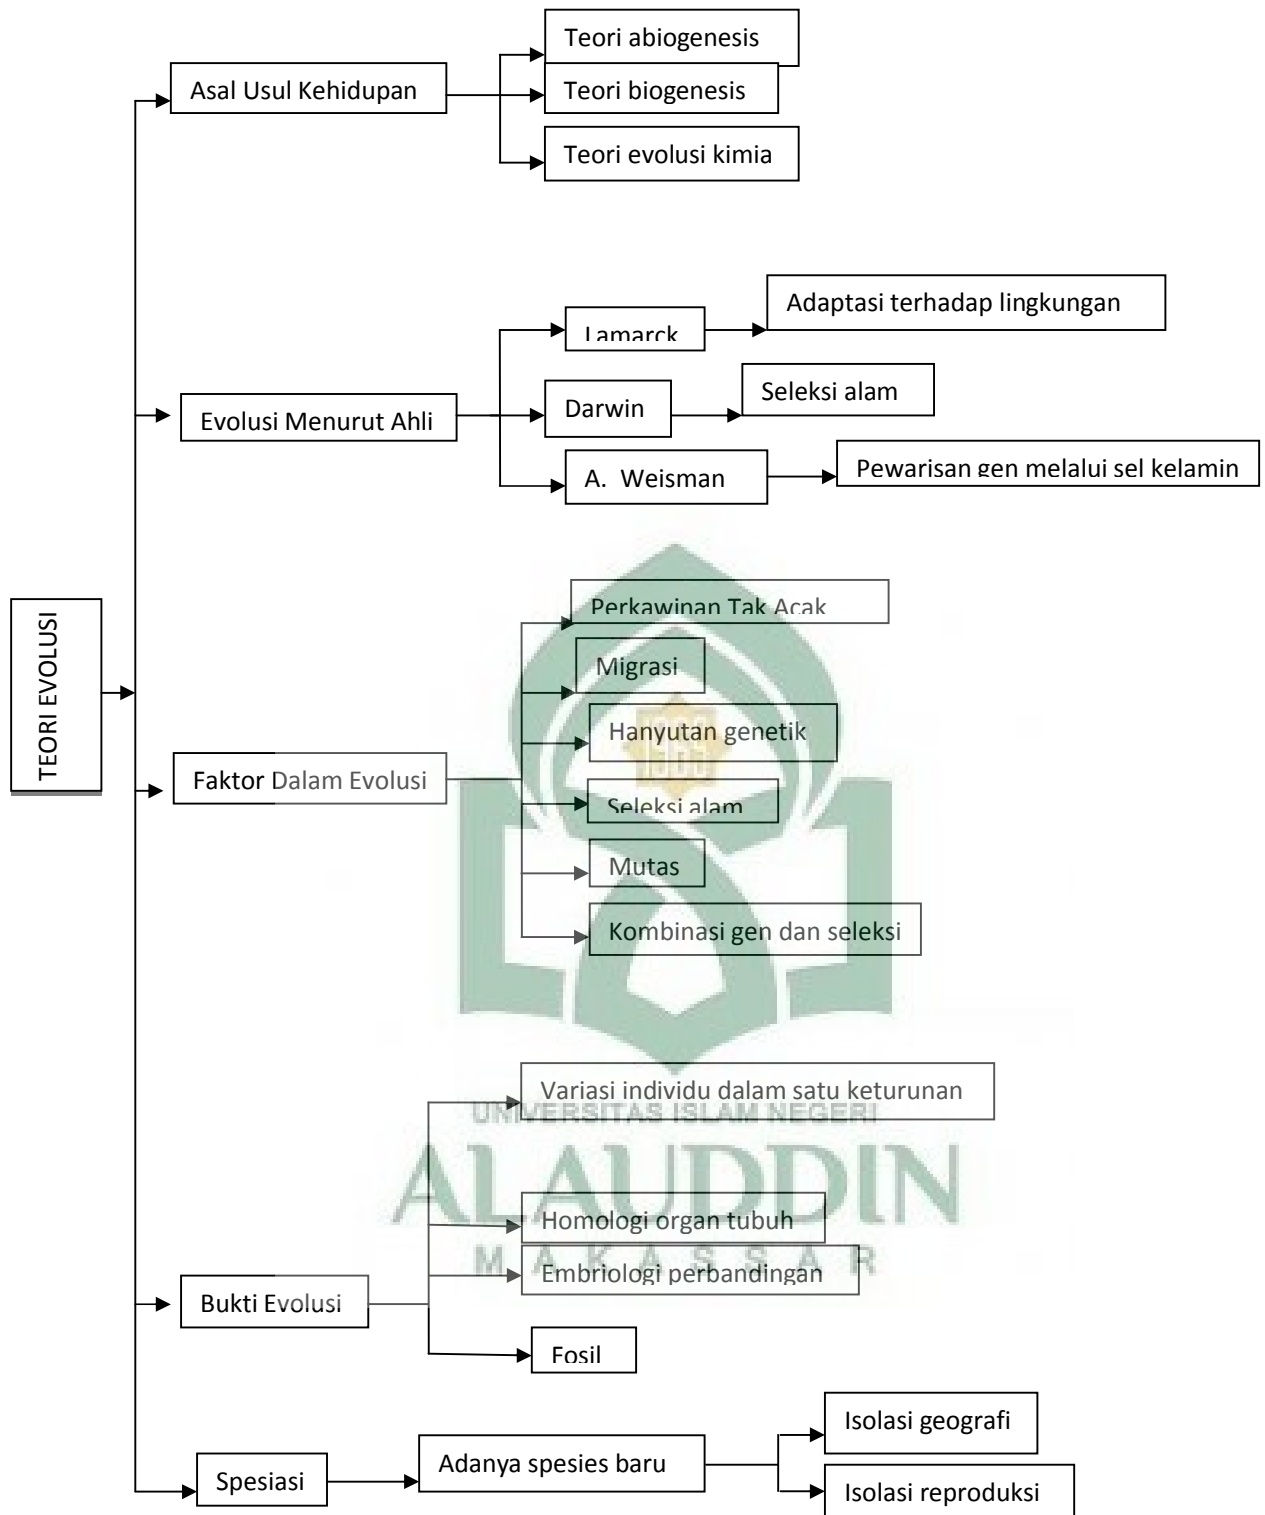 TEORI EVOLUSI
Asal Usul Kehidupan
Teori abiogenesis
Teori biogenesis
Teori evolusi kimia
Evolusi Menurut Ahli
Lamarck
Adaptasi terhadap lingkungan
Darwin
Seleksi alam
A. Weisman
Pewarisan gen melalui sel kelamin
Faktor Dalam Evolusi
Perkawinan Tak Acak
Migrasi
Hanyutan genetik
1965
Seleksi alam
Mutas
Kombinasi gen dan seleksi
Bukti Evolusi
Variasi individu dalam satu keturunan
UNIVERSITAS ISLAM NEGERI
ALAUDDIN
Homologi organ tubuh
MAKASSAR
Embriologi perbandingan
Fosil
Spesiasi
Adanya spesies baru
Isolasi geografi
Isolasi reproduksi